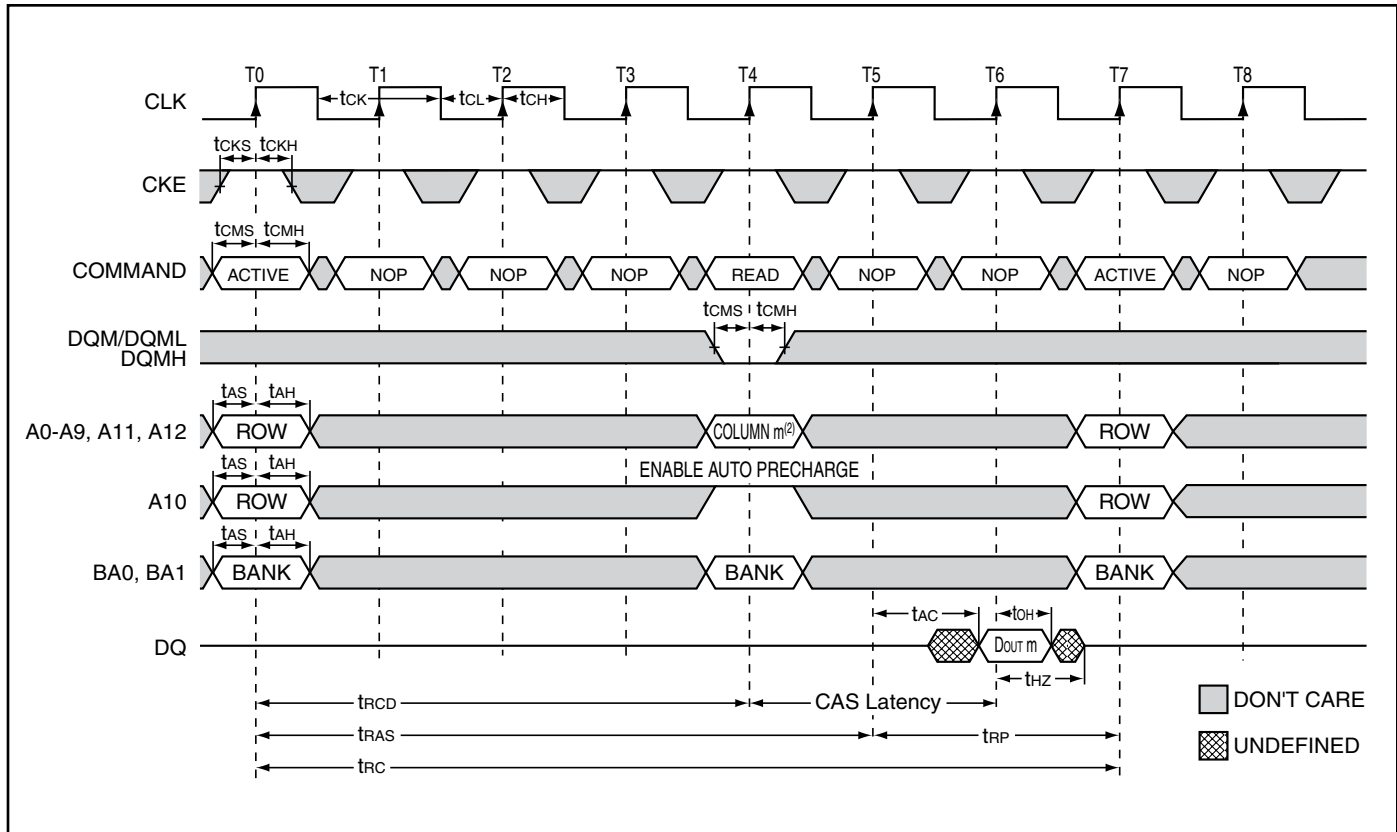 T0 T1 T2 T3 T4 T5 T6 T7 T8
CLK tCK tCL tCH
tCKS tCKH
CKE
tCMS tCMH
COMMAND ACTIVE NOP NOP NOP READ NOP NOP ACTIVE NOP
tCMS tCMH
DQM/DQML
DQMH
tAS tAH
A0-A9, A11, A12 ROW COLUMN m(2) ROW
tAS tAH ENABLE AUTO PRECHARGE
A10 ROW ROW
tAS tAH
BA0, BA1 BANK BANK BANK
tAC tOH
DQ DOUT m
tHZ
tRCD CAS Latency
DON'T CARE
tRAS tRP
UNDEFINED
tRC